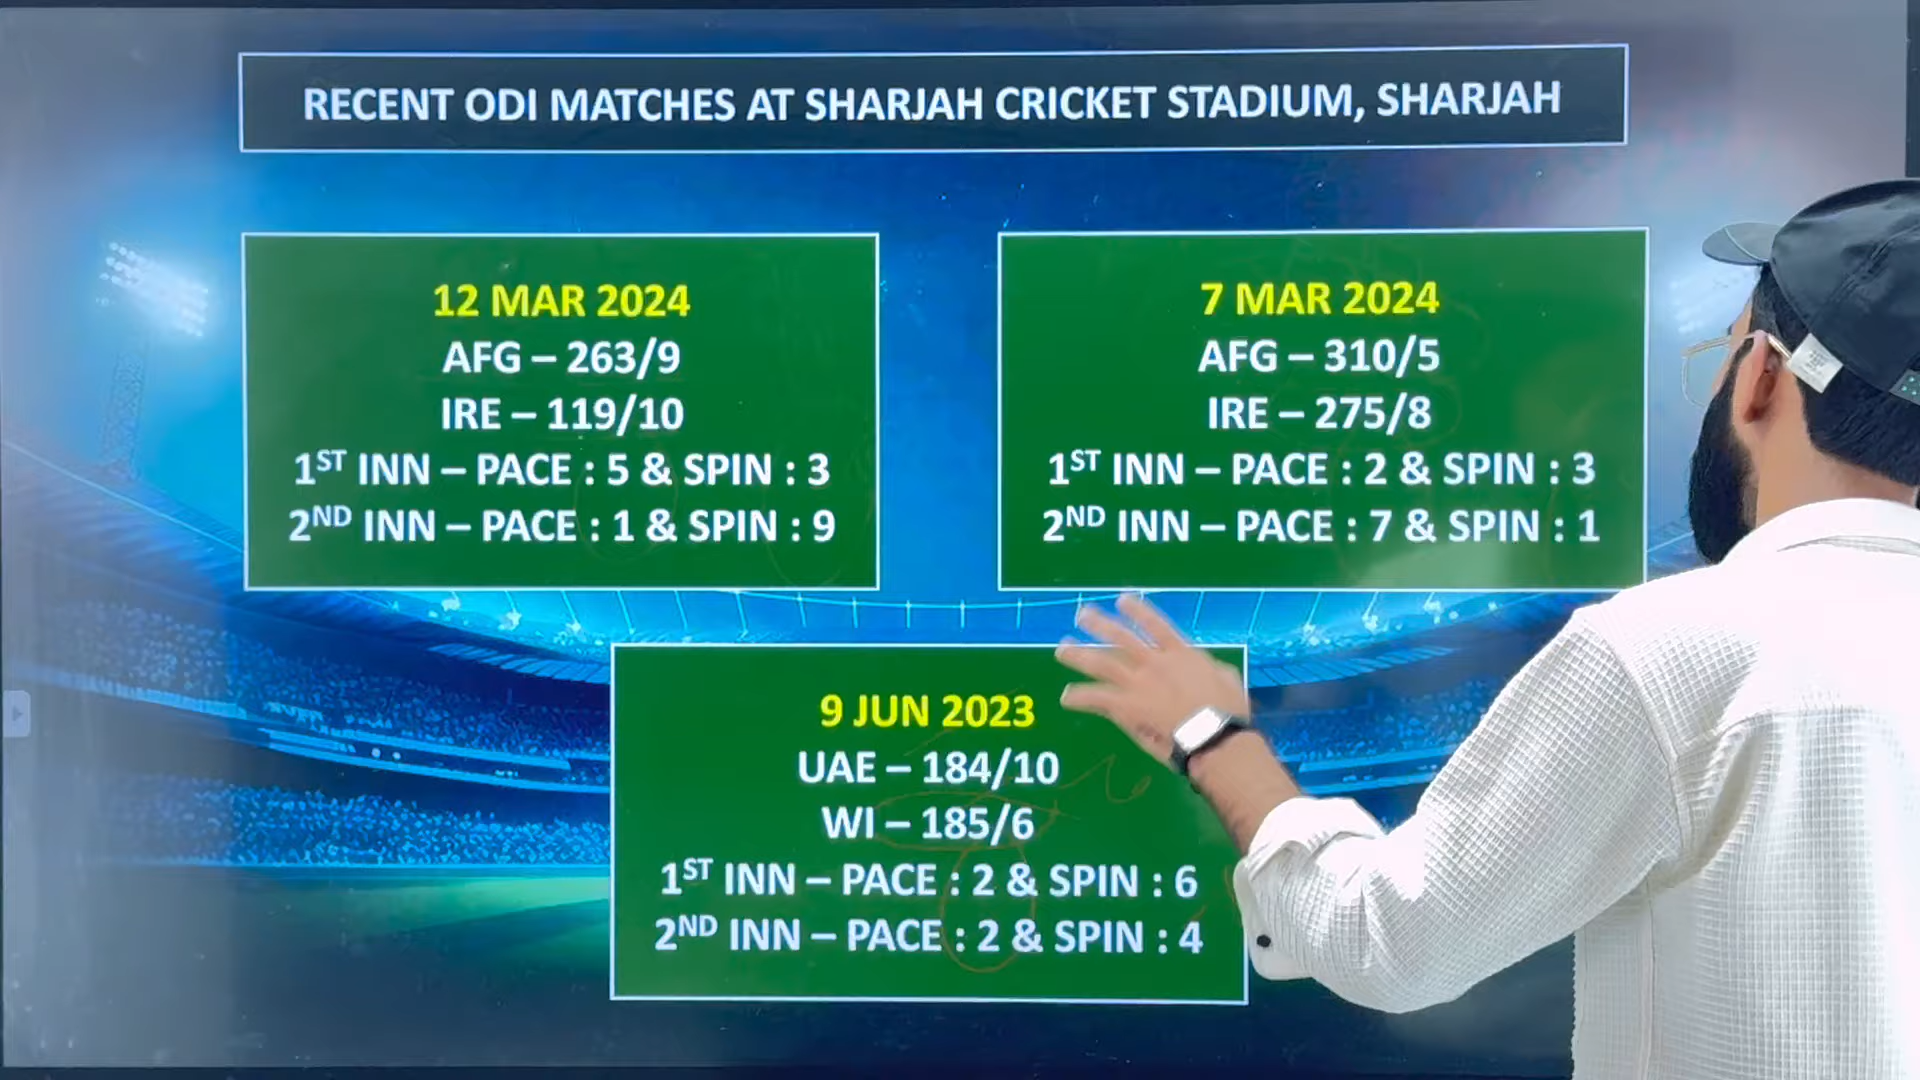 RECENT ODI MATCHES AT SHARJAH CRICKET STADIUM, SHARJAH
12 MAR 2024
AFG – 263/9
IRE – 119/10
1ST INN – PACE : 5 & SPIN : 3
2ND INN – PACE : 1 & SPIN : 9
7 MAR 2024
AFG – 310/5
IRE – 275/8
1ST INN – PACE : 2 & SPIN : 3
2ND INN – PACE : 7 & SPIN : 1
9 JUN 2023
UAE – 184/10
WI – 185/6
1ST INN – PACE : 2 & SPIN : 6
2ND INN – PACE : 2 & SPIN : 4